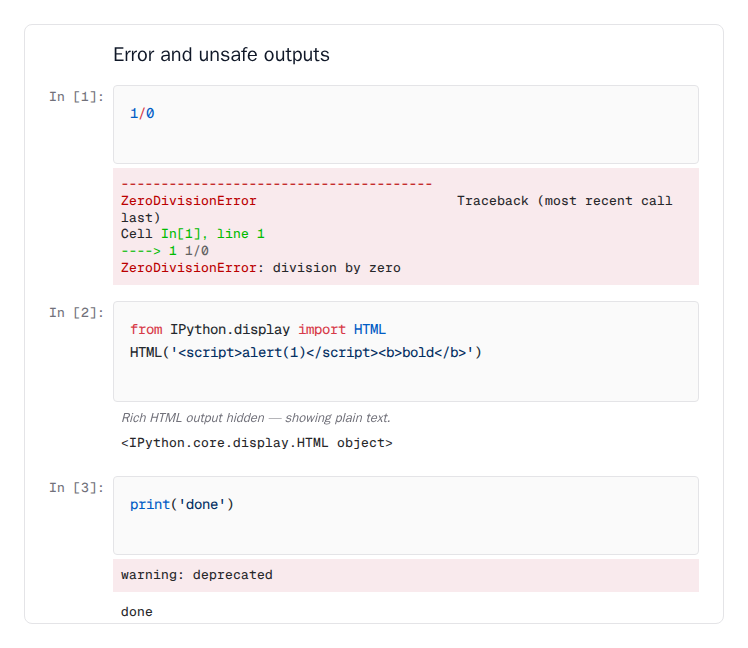 Error and unsafe outputs
In [1]:
1/0
---------------------------------------
ZeroDivisionError                         Traceback (most recent call
last)
Cell In[1], line 1
----> 1 1/0
ZeroDivisionError: division by zero
In [2]:
from IPython.display import HTML
HTML('<script>alert(1)</script><b>bold</b>')
Rich HTML output hidden — showing plain text.
<IPython.core.display.HTML object>
In [3]:
print('done')
warning: deprecated
done